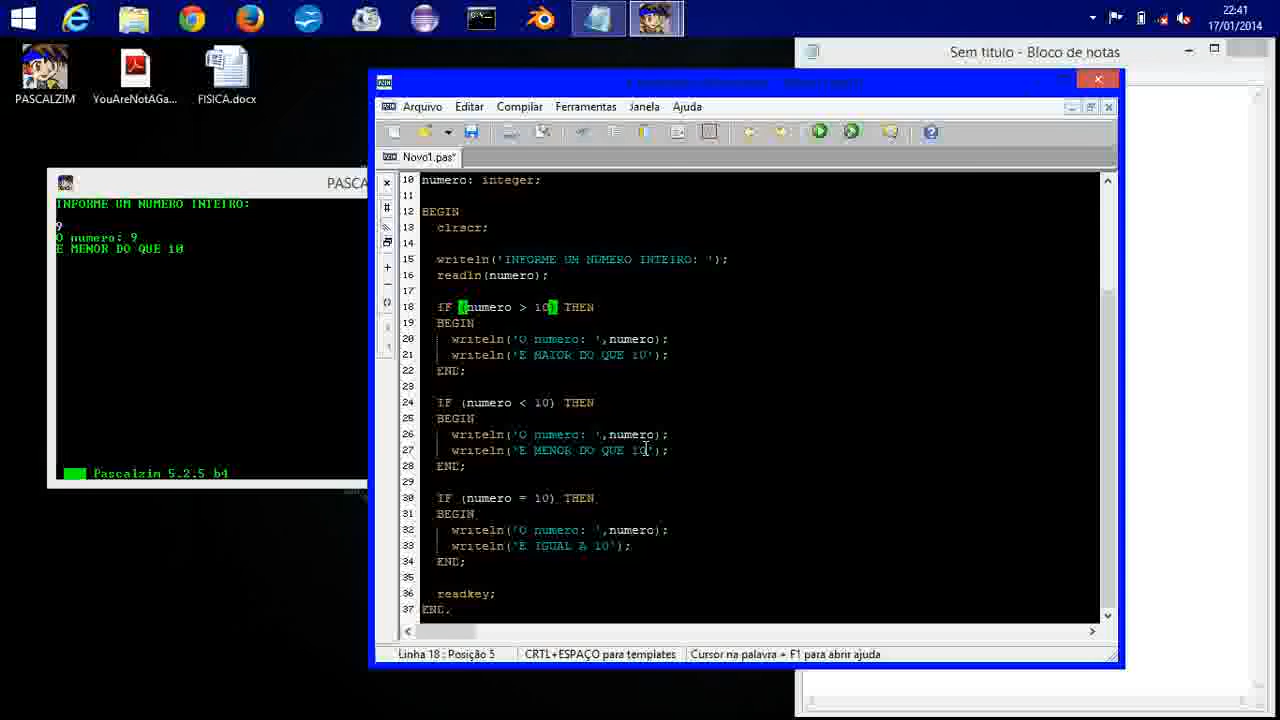 22:41
17/01/2014
PASCALZIM
YouAreNotAGa...
FISICA.docx
Sem título - Bloco de notas
Arquivo Editar Compilar Ferramentas Janela Ajuda
Novo1.pas*
PASCA
INFORME UM NUMERO INTEIRO:
9
O numero: 9
E MENOR DO QUE 10
Pascalzim 5.2.5 b4
10 numero: integer;
11
12 BEGIN
13 clrscr;
14
15 writeln('INFORME UM NUMERO INTEIRO: ');
16 readln(numero);
17
18 IF (numero > 10) THEN
19 BEGIN
20 writeln('O numero: ',numero);
21 writeln('E MAIOR DO QUE 10');
22 END;
23
24 IF (numero < 10) THEN
25 BEGIN
26 writeln('O numero: ',numero);
27 writeln('E MENOR DO QUE 10');
28 END;
29
30 IF (numero = 10) THEN
31 BEGIN
32 writeln('O numero: ',numero);
33 writeln('E IGUAL A 10');
34 END;
35
36 readkey;
37 END.
Linha 18 : Posição 5 CRTL+ESPAÇO para templates Cursor na palavra + F1 para abrir ajuda